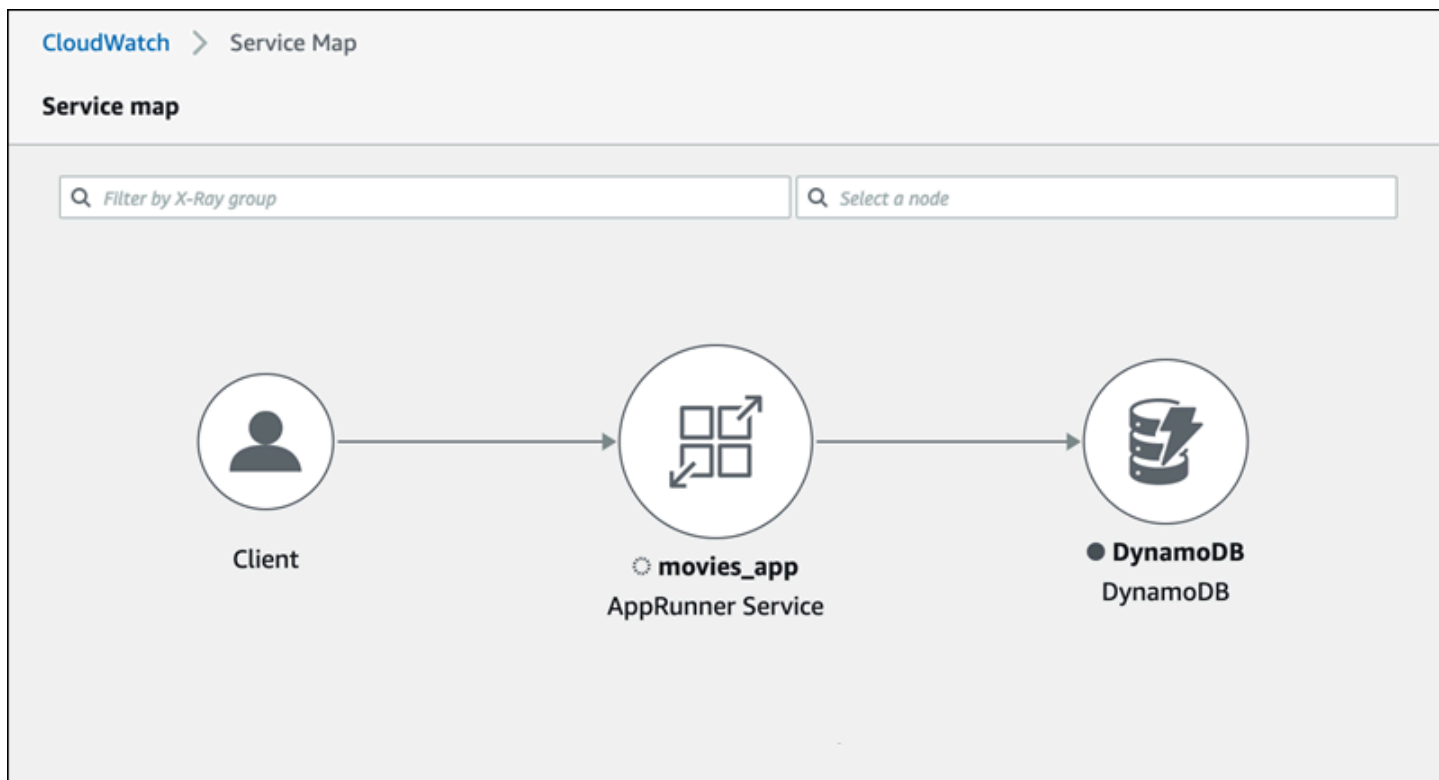 CloudWatch > Service Map
Service map
Filter by X-Ray group
Select a node
Client
movies_app
AppRunner Service
DynamoDB
DynamoDB